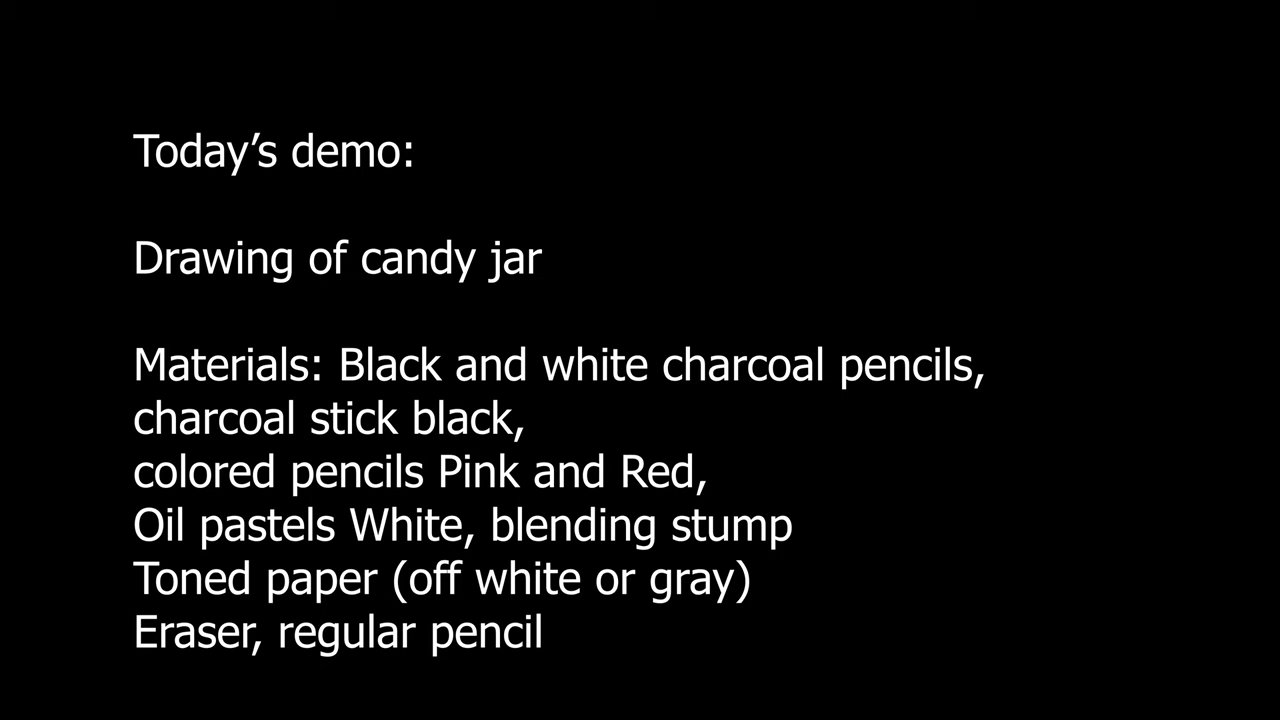 Today’s demo:
Drawing of candy jar
Materials: Black and white charcoal pencils,
charcoal stick black,
colored pencils Pink and Red,
Oil pastels White, blending stump
Toned paper (off white or gray)
Eraser, regular pencil